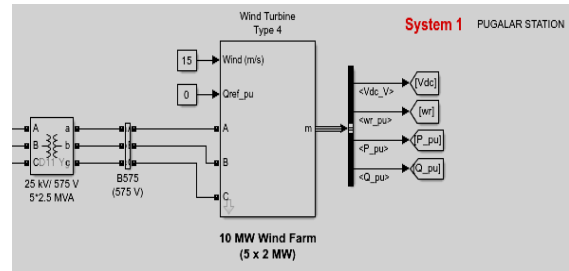 Wind Turbine
Type 4
System 1 PUGALAR STATION
15
Wind (m/s)
0
Qref_pu
m
[Vdc]
<Vdc_V>
[wr]
<wr_pu>
[P_pu]
<P_pu>
[Q_pu]
<Q_pu>
A a
B b
C
A
B
C
25 kV/ 575 V
5*2.5 MVA
B575
(575 V)
10 MW Wind Farm
(5 x 2 MW)